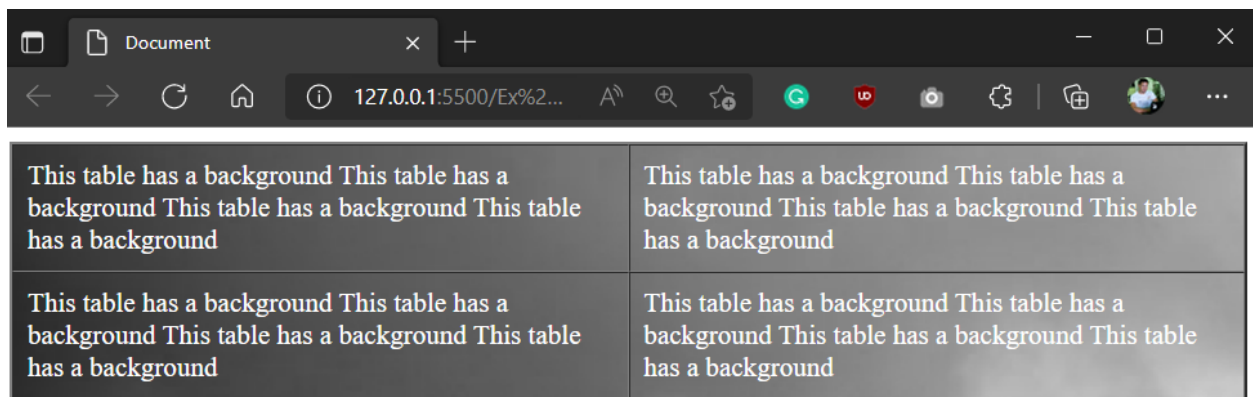 Document
127.0.0.1:5500/Ex%2...
This table has a background This table has a
background This table has a background This table
has a background
This table has a background This table has a
background This table has a background This table
has a background
This table has a background This table has a
background This table has a background This table
has a background
This table has a background This table has a
background This table has a background This table
has a background